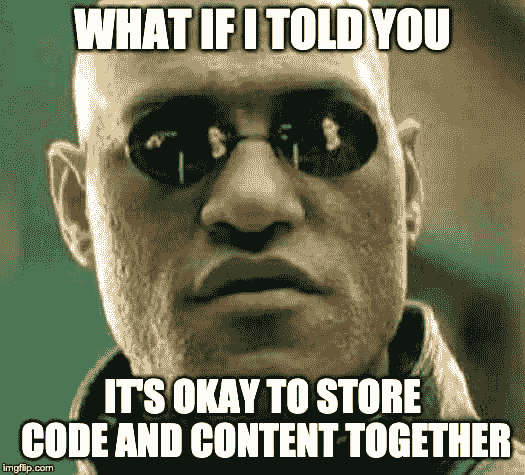 WHAT IF I TOLD YOU
IT'S OKAY TO STORE
CODE AND CONTENT TOGETHER
imgflip.com